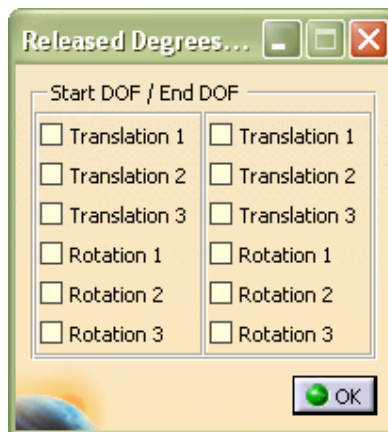 Released Degrees...
Start DOF / End DOF
Translation 1 Translation 1
Translation 2 Translation 2
Translation 3 Translation 3
Rotation 1 Rotation 1
Rotation 2 Rotation 2
Rotation 3 Rotation 3
OK